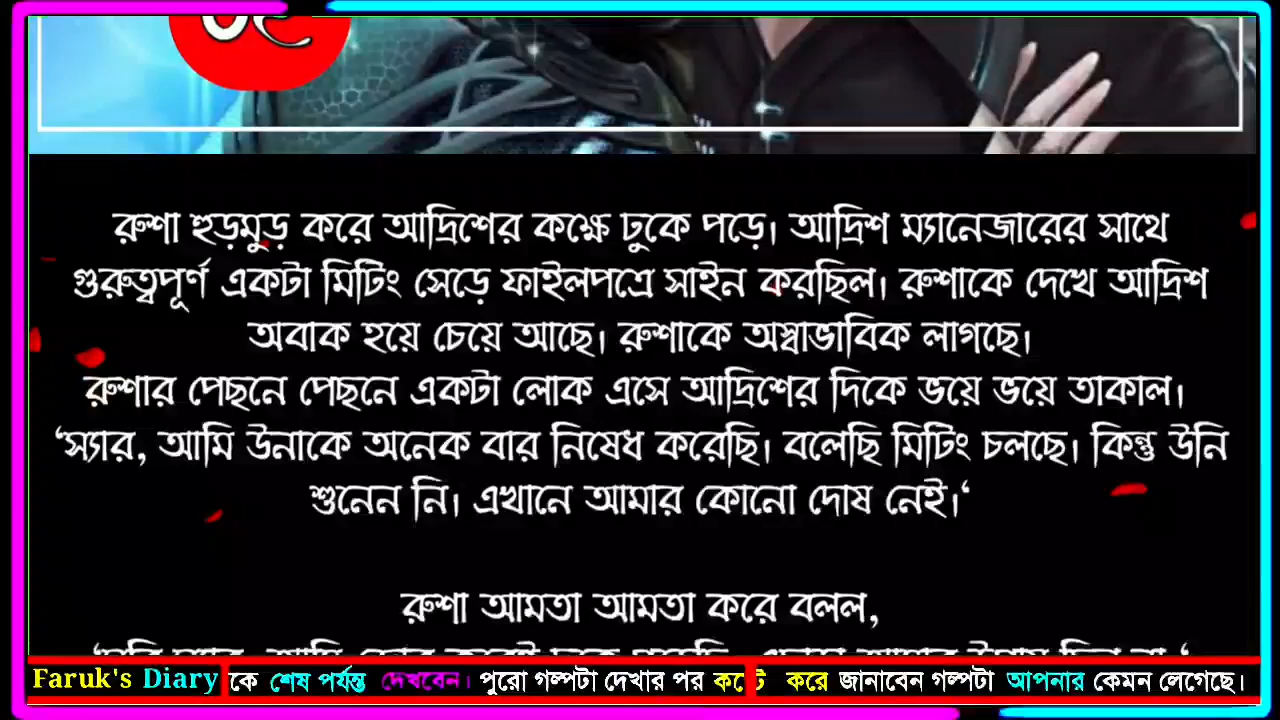 রুশা হুড়মুড় করে আদ্রিশের কক্ষে ঢুকে পড়ে। আদ্রিশ ম্যানেজারের সাথে
গুরুত্বপূর্ণ একটা মিটিং সেড়ে ফাইলপত্রে সাইন করছিল। রুশাকে দেখে আদ্রিশ
অবাক হয়ে চেয়ে আছে। রুশাকে অস্বাভাবিক লাগছে।
রুশার পেছনে পেছনে একটা লোক এসে আদ্রিশের দিকে ভয়ে ভয়ে তাকাল।
‘স্যার, আমি উনাকে অনেক বার নিষেধ করেছি। বলেছি মিটিং চলছে। কিন্তু উনি
শুনেন নি। এখানে আমার কোনো দোষ নেই।‘
রুশা আমতা আমতা করে বলল,
Faruk's Diary কে শেষ পর্যন্ত দেখবেন। পুরো গল্পটা দেখার পর করে জানাবেন গল্পটা আপনার কেমন লেগেছে।